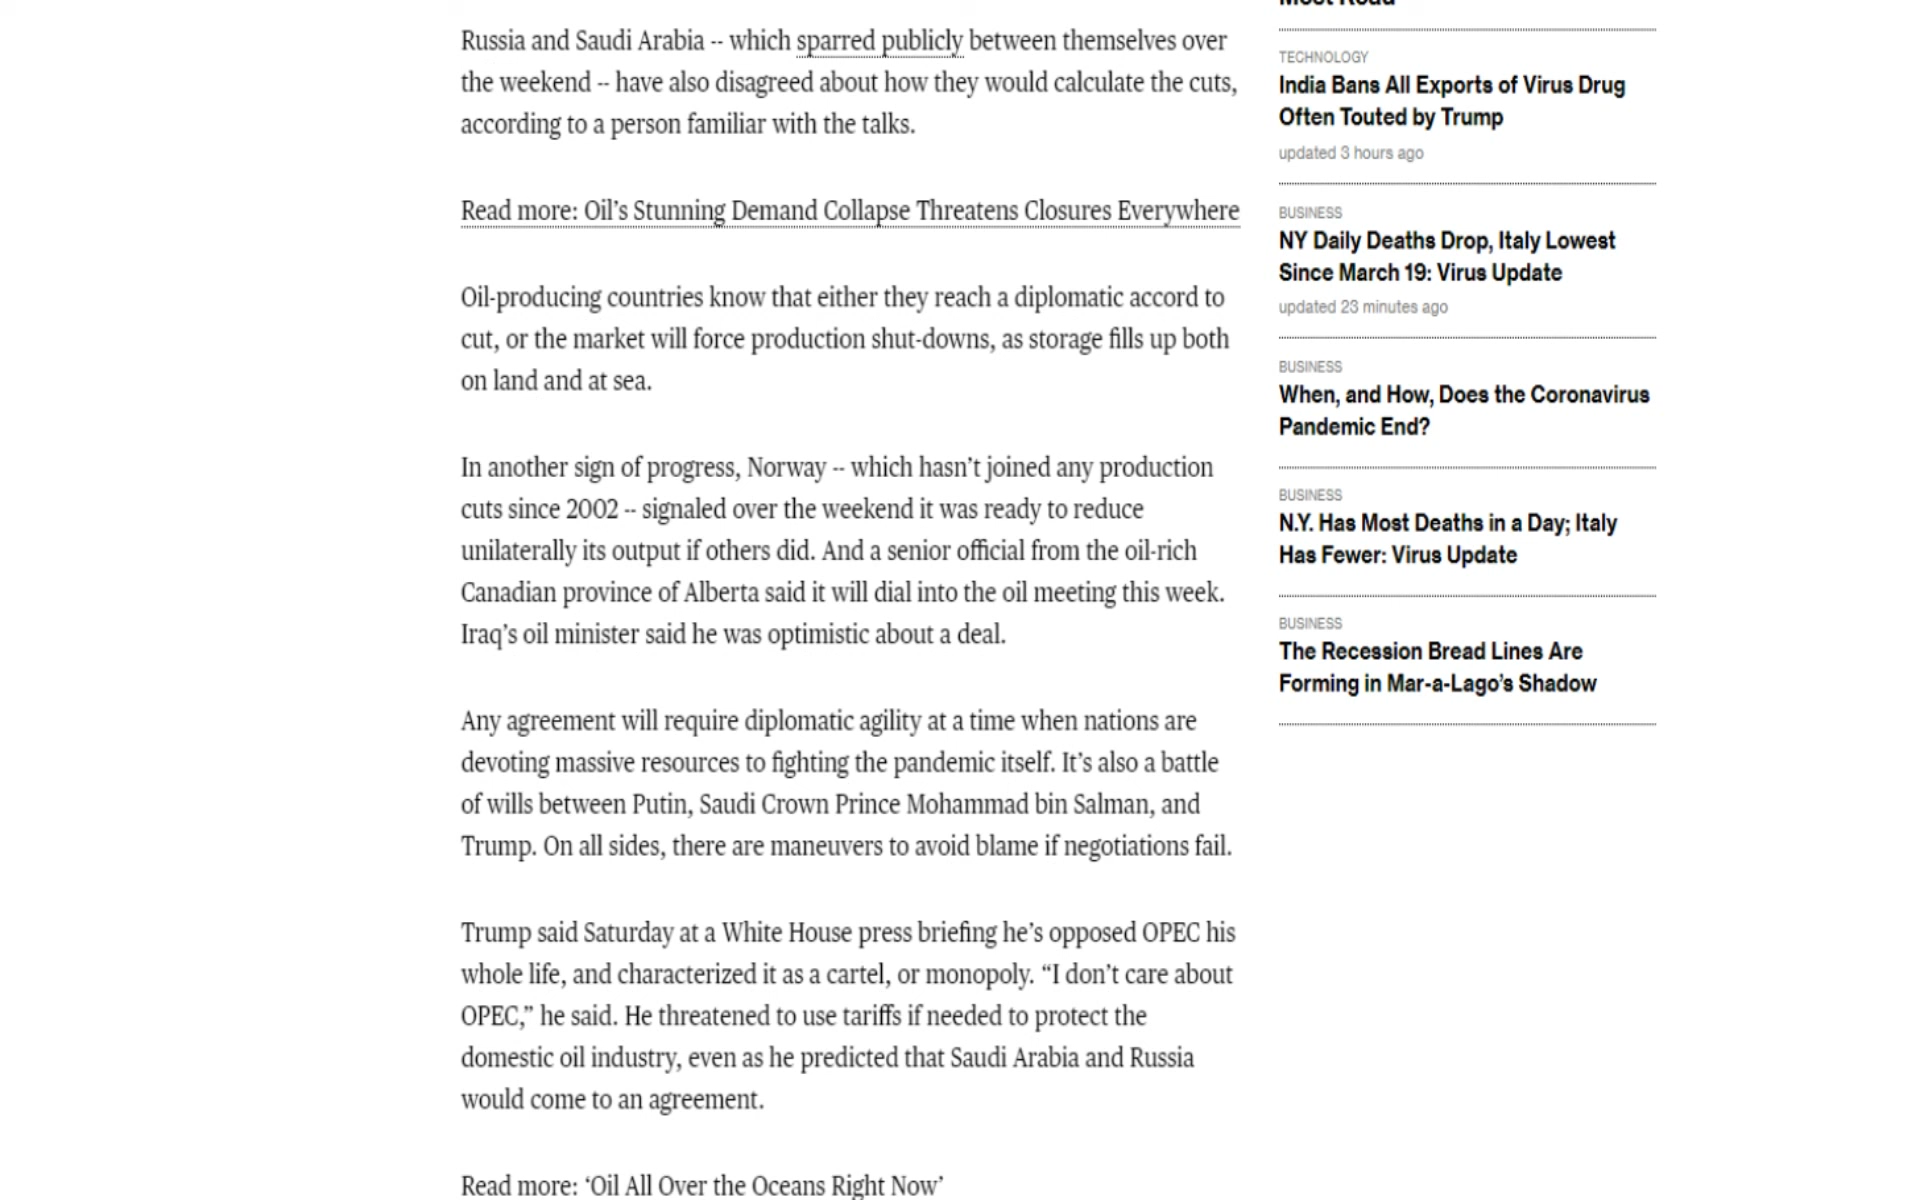 Russia and Saudi Arabia -- which sparred publicly between themselves over
the weekend -- have also disagreed about how they would calculate the cuts,
according to a person familiar with the talks.
Read more: Oil’s Stunning Demand Collapse Threatens Closures Everywhere
Oil-producing countries know that either they reach a diplomatic accord to
cut, or the market will force production shut-downs, as storage fills up both
on land and at sea.
In another sign of progress, Norway -- which hasn’t joined any production
cuts since 2002 -- signaled over the weekend it was ready to reduce
unilaterally its output if others did. And a senior official from the oil-rich
Canadian province of Alberta said it will dial into the oil meeting this week.
Iraq’s oil minister said he was optimistic about a deal.
Any agreement will require diplomatic agility at a time when nations are
devoting massive resources to fighting the pandemic itself. It’s also a battle
of wills between Putin, Saudi Crown Prince Mohammad bin Salman, and
Trump. On all sides, there are maneuvers to avoid blame if negotiations fail.
Trump said Saturday at a White House press briefing he’s opposed OPEC his
whole life, and characterized it as a cartel, or monopoly. “I don’t care about
OPEC,” he said. He threatened to use tariffs if needed to protect the
domestic oil industry, even as he predicted that Saudi Arabia and Russia
would come to an agreement.
Read more: ‘Oil All Over the Oceans Right Now’
Most Read
TECHNOLOGY
India Bans All Exports of Virus Drug
Often Touted by Trump
updated 3 hours ago
BUSINESS
NY Daily Deaths Drop, Italy Lowest
Since March 19: Virus Update
updated 23 minutes ago
BUSINESS
When, and How, Does the Coronavirus
Pandemic End?
BUSINESS
N.Y. Has Most Deaths in a Day; Italy
Has Fewer: Virus Update
BUSINESS
The Recession Bread Lines Are
Forming in Mar-a-Lago’s Shadow